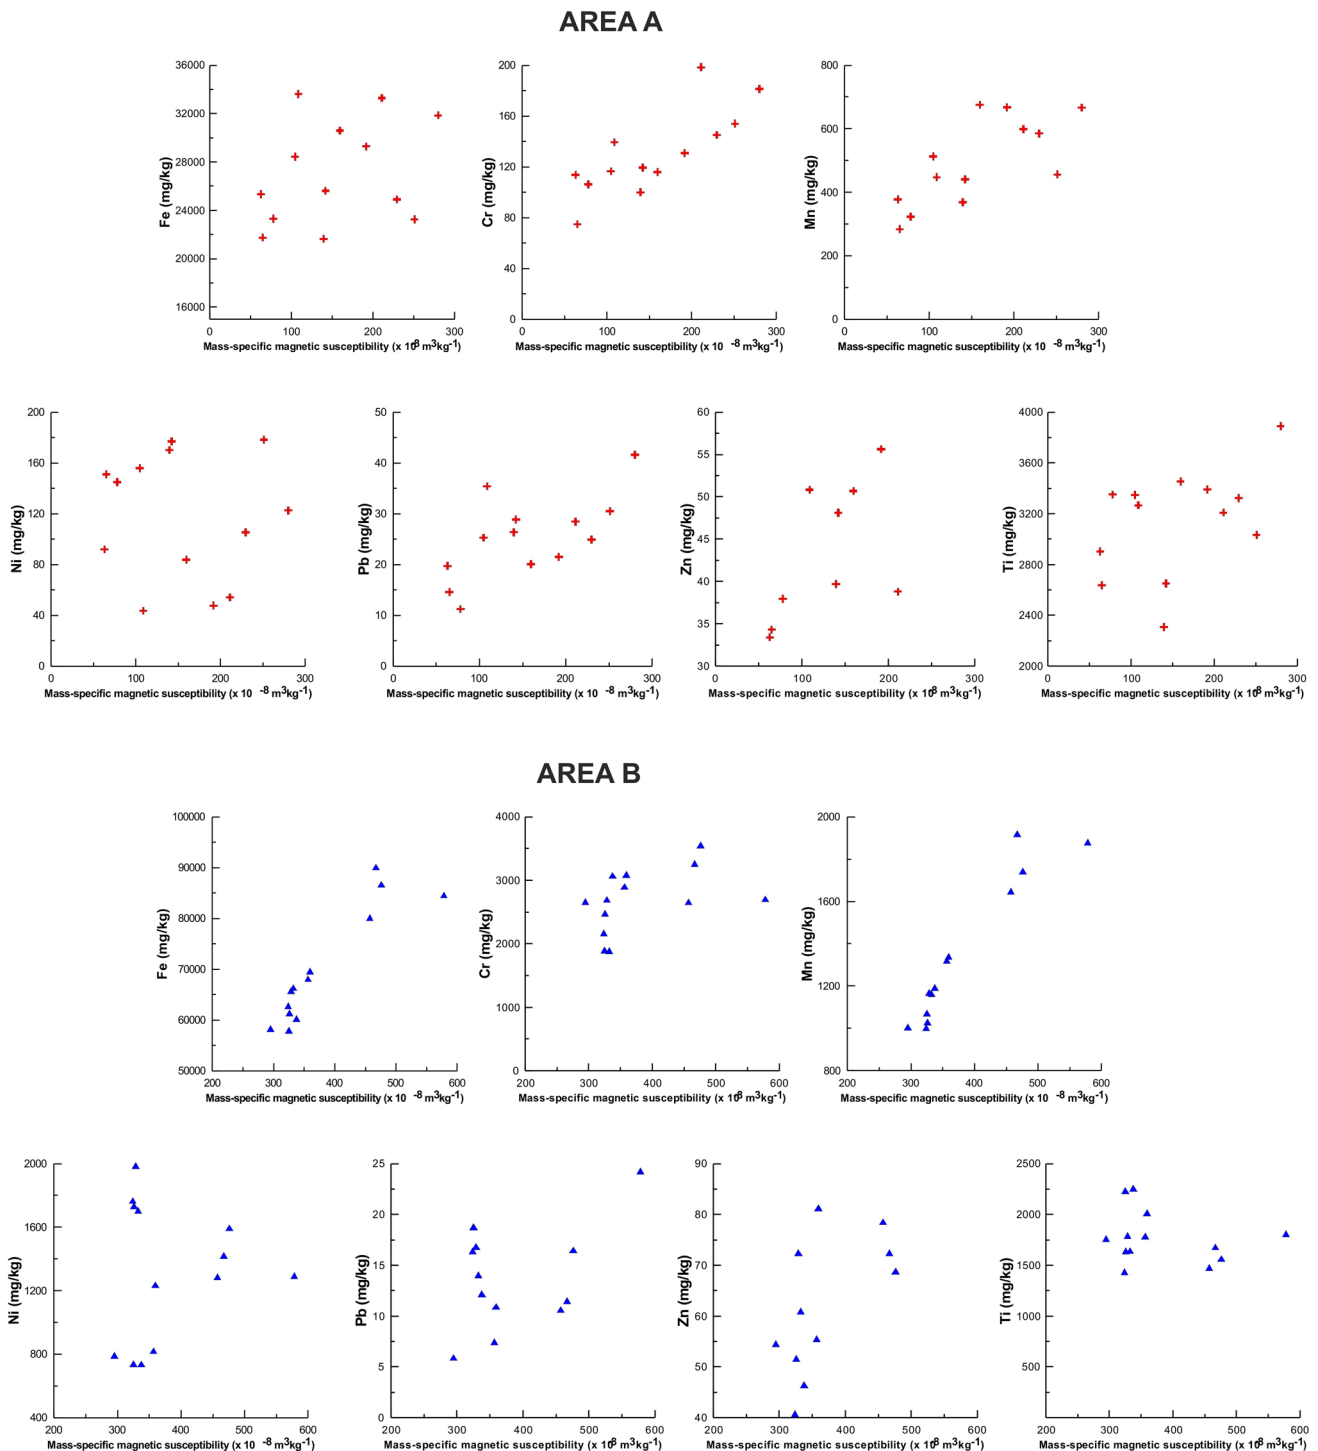 AREA A
Fe (mg/kg)
36000
32000
28000
24000
20000
16000
0 100 200 300
Mass-specific magnetic susceptibility (x 10-8 m3kg-1)
Cr (mg/kg)
200
160
120
80
40
0
0 100 200 300
Mass-specific magnetic susceptibility (x 10 -8 m3kg-1)
Mn (mg/kg)
800
600
400
200
0
0 100 200 300
Mass-specific magnetic susceptibility (x 10 -8 m3kg-1)
Ni (mg/kg)
200
160
120
80
40
0
0 100 200 300
Mass-specific magnetic susceptibility (x 10 -8 m3kg-1)
Pb (mg/kg)
50
40
30
20
10
0
0 100 200 300
Mass-specific magnetic susceptibility (x 10 -8 m3kg-1)
Zn (mg/kg)
60
55
50
45
40
35
30
0 100 200 300
Mass-specific magnetic susceptibility (x 10-8 m3kg-1)
Ti (mg/kg)
4000
3600
3200
2800
2400
2000
0 100 200 300
Mass-specific magnetic susceptibility (x 10-8 m3kg-1)
AREA B
Fe (mg/kg)
100000
90000
80000
70000
60000
50000
200 300 400 500 600
Mass-specific magnetic susceptibility (x 10 -8 m3kg-1)
Cr (mg/kg)
4000
3000
2000
1000
0
200 300 400 500 600
Mass-specific magnetic susceptibility (x 10-8 m3kg-1)
Mn (mg/kg)
2000
1600
1200
800
200 300 400 500 600
Mass-specific magnetic susceptibility (x 10 -8 m3kg-1)
Ni (mg/kg)
2000
1600
1200
800
400
200 300 400 500 600
Mass-specific magnetic susceptibility (x 10 -8 m3kg-1)
Pb (mg/kg)
25
20
15
10
5
0
200 300 400 500 600
Mass-specific magnetic susceptibility (x 10-8 m3kg-1)
Zn (mg/kg)
90
80
70
60
50
40
200 300 400 500 600
Mass-specific magnetic susceptibility (x 10-8 m3kg-1)
Ti (mg/kg)
2500
2000
1500
1000
500
0
200 300 400 500 600
Mass-specific magnetic susceptibility (x 10-8 m3kg-1)